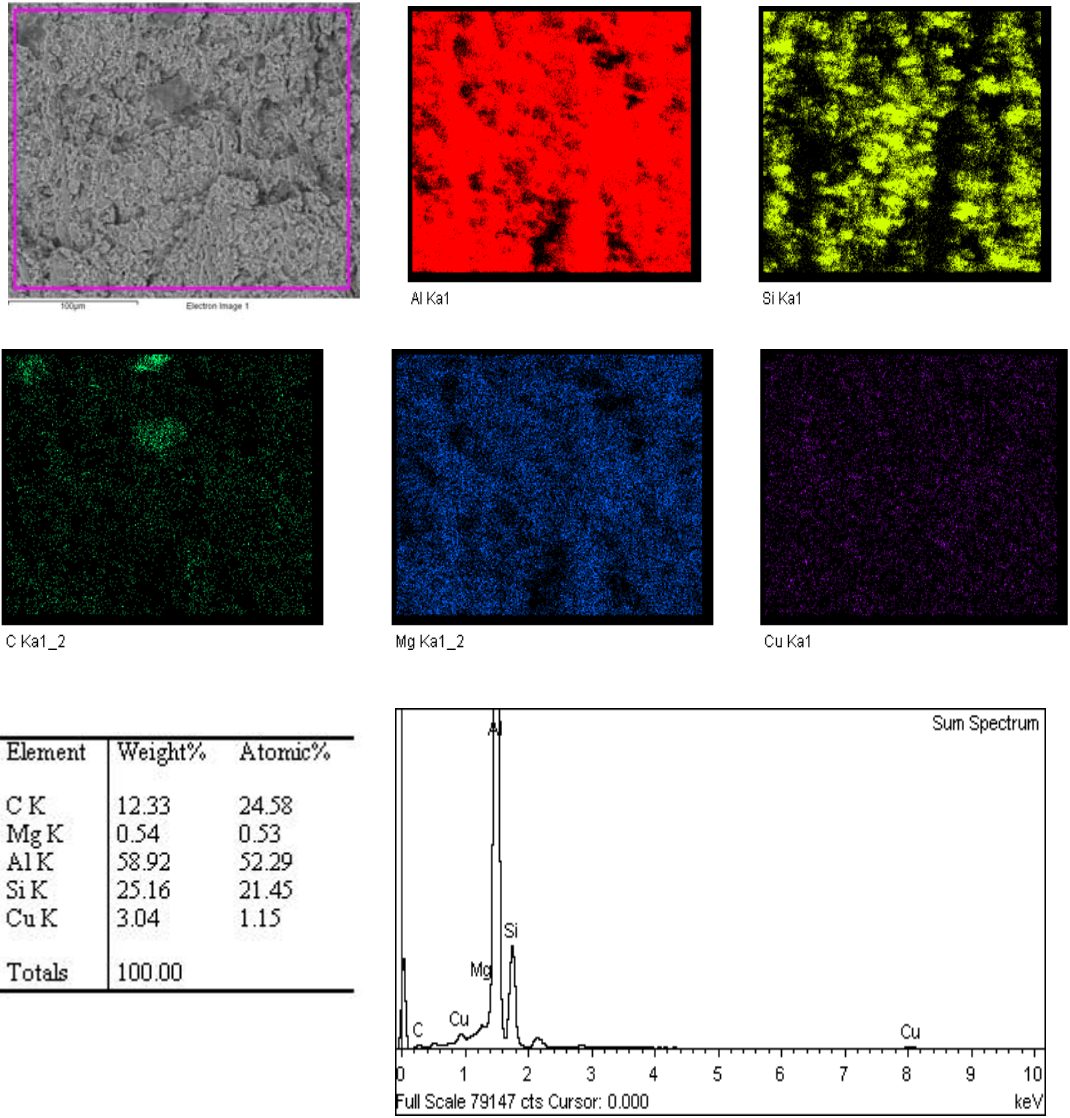 100µm Electron Image 1
Al Ka1
Si Ka1
C Ka1_2
Mg Ka1_2
Cu Ka1
Element Weight% Atomic%
C K 12.33 24.58
Mg K 0.54 0.53
Al K 58.92 52.29
Si K 25.16 21.45
Cu K 3.04 1.15
Totals 100.00
Sum Spectrum
Al
Si
Mg
Cu
C
Cu
0 1 2 3 4 5 6 7 8 9 10
Full Scale 79147 cts Cursor: 0.000 keV